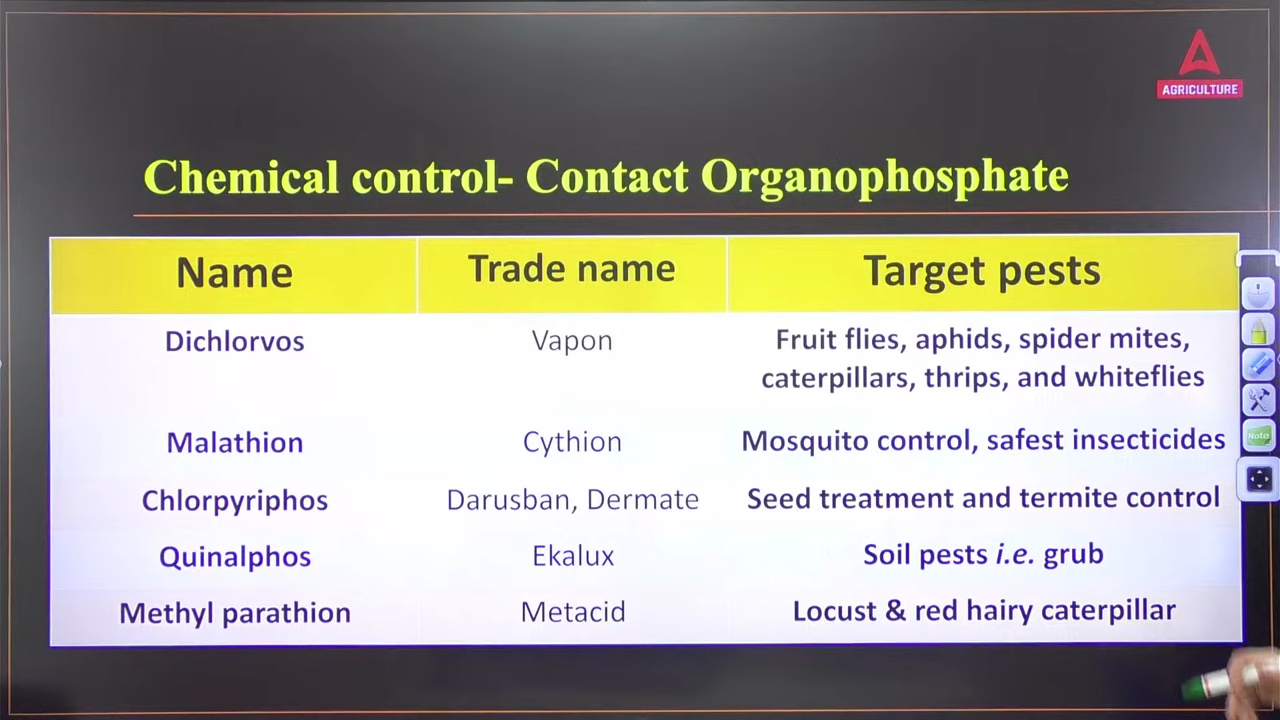 AGRICULTURE
Chemical control- Contact Organophosphate
Name Trade name Target pests
Dichlorvos Vapon Fruit flies, aphids, spider mites,
caterpillars, thrips, and whiteflies
Malathion Cythion Mosquito control, safest insecticides
Chlorpyriphos Darusban, Dermate Seed treatment and termite control
Quinalphos Ekalux Soil pests i.e. grub
Methyl parathion Metacid Locust & red hairy caterpillar
Note